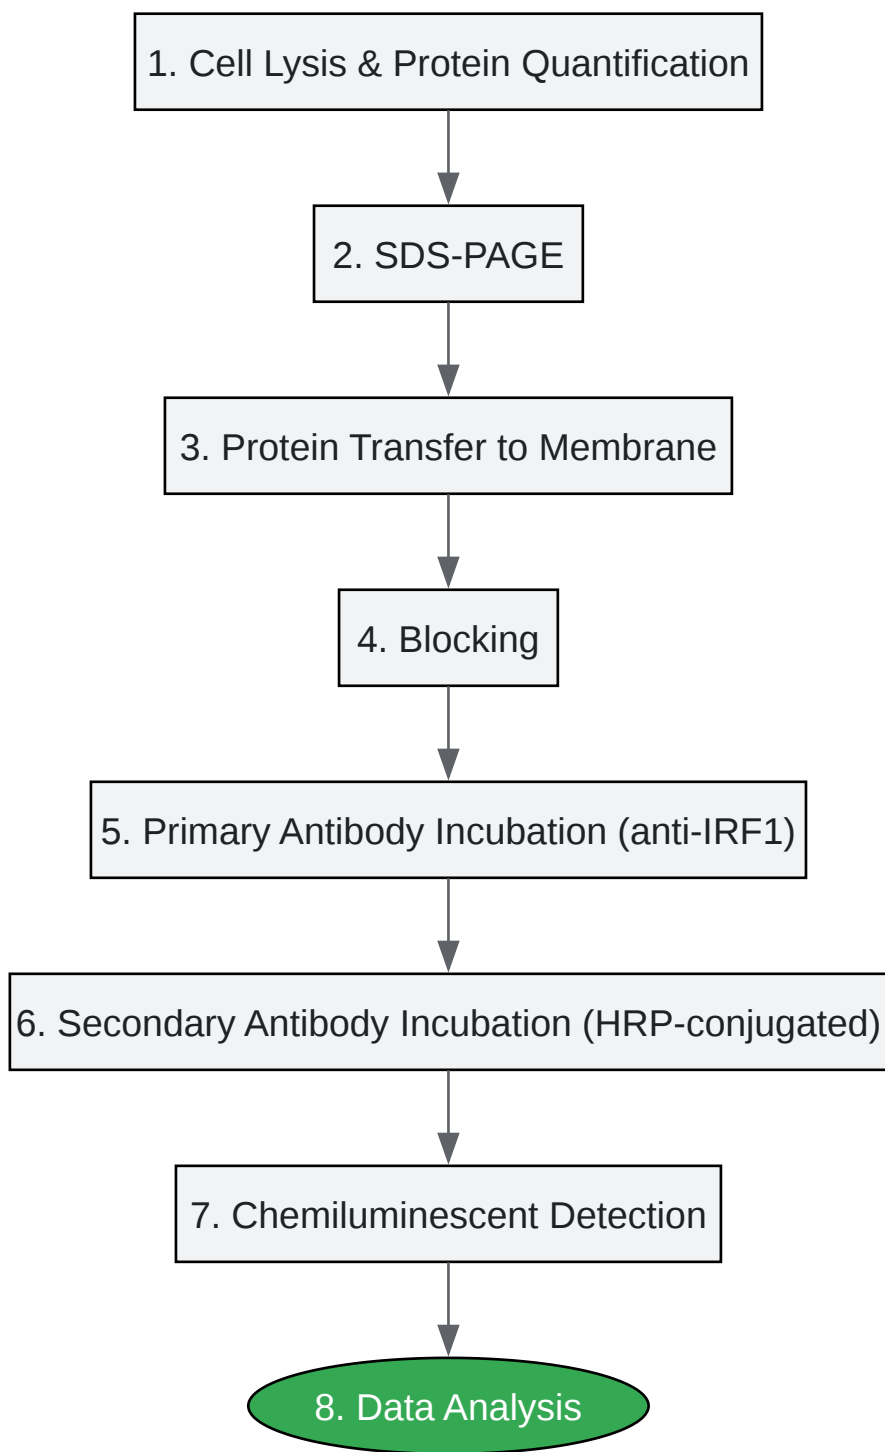 1. Cell Lysis & Protein Quantification
2. SDS-PAGE
3. Protein Transfer to Membrane
4. Blocking
5. Primary Antibody Incubation (anti-IRF1)
6. Secondary Antibody Incubation (HRP-conjugated)
7. Chemiluminescent Detection
8. Data Analysis